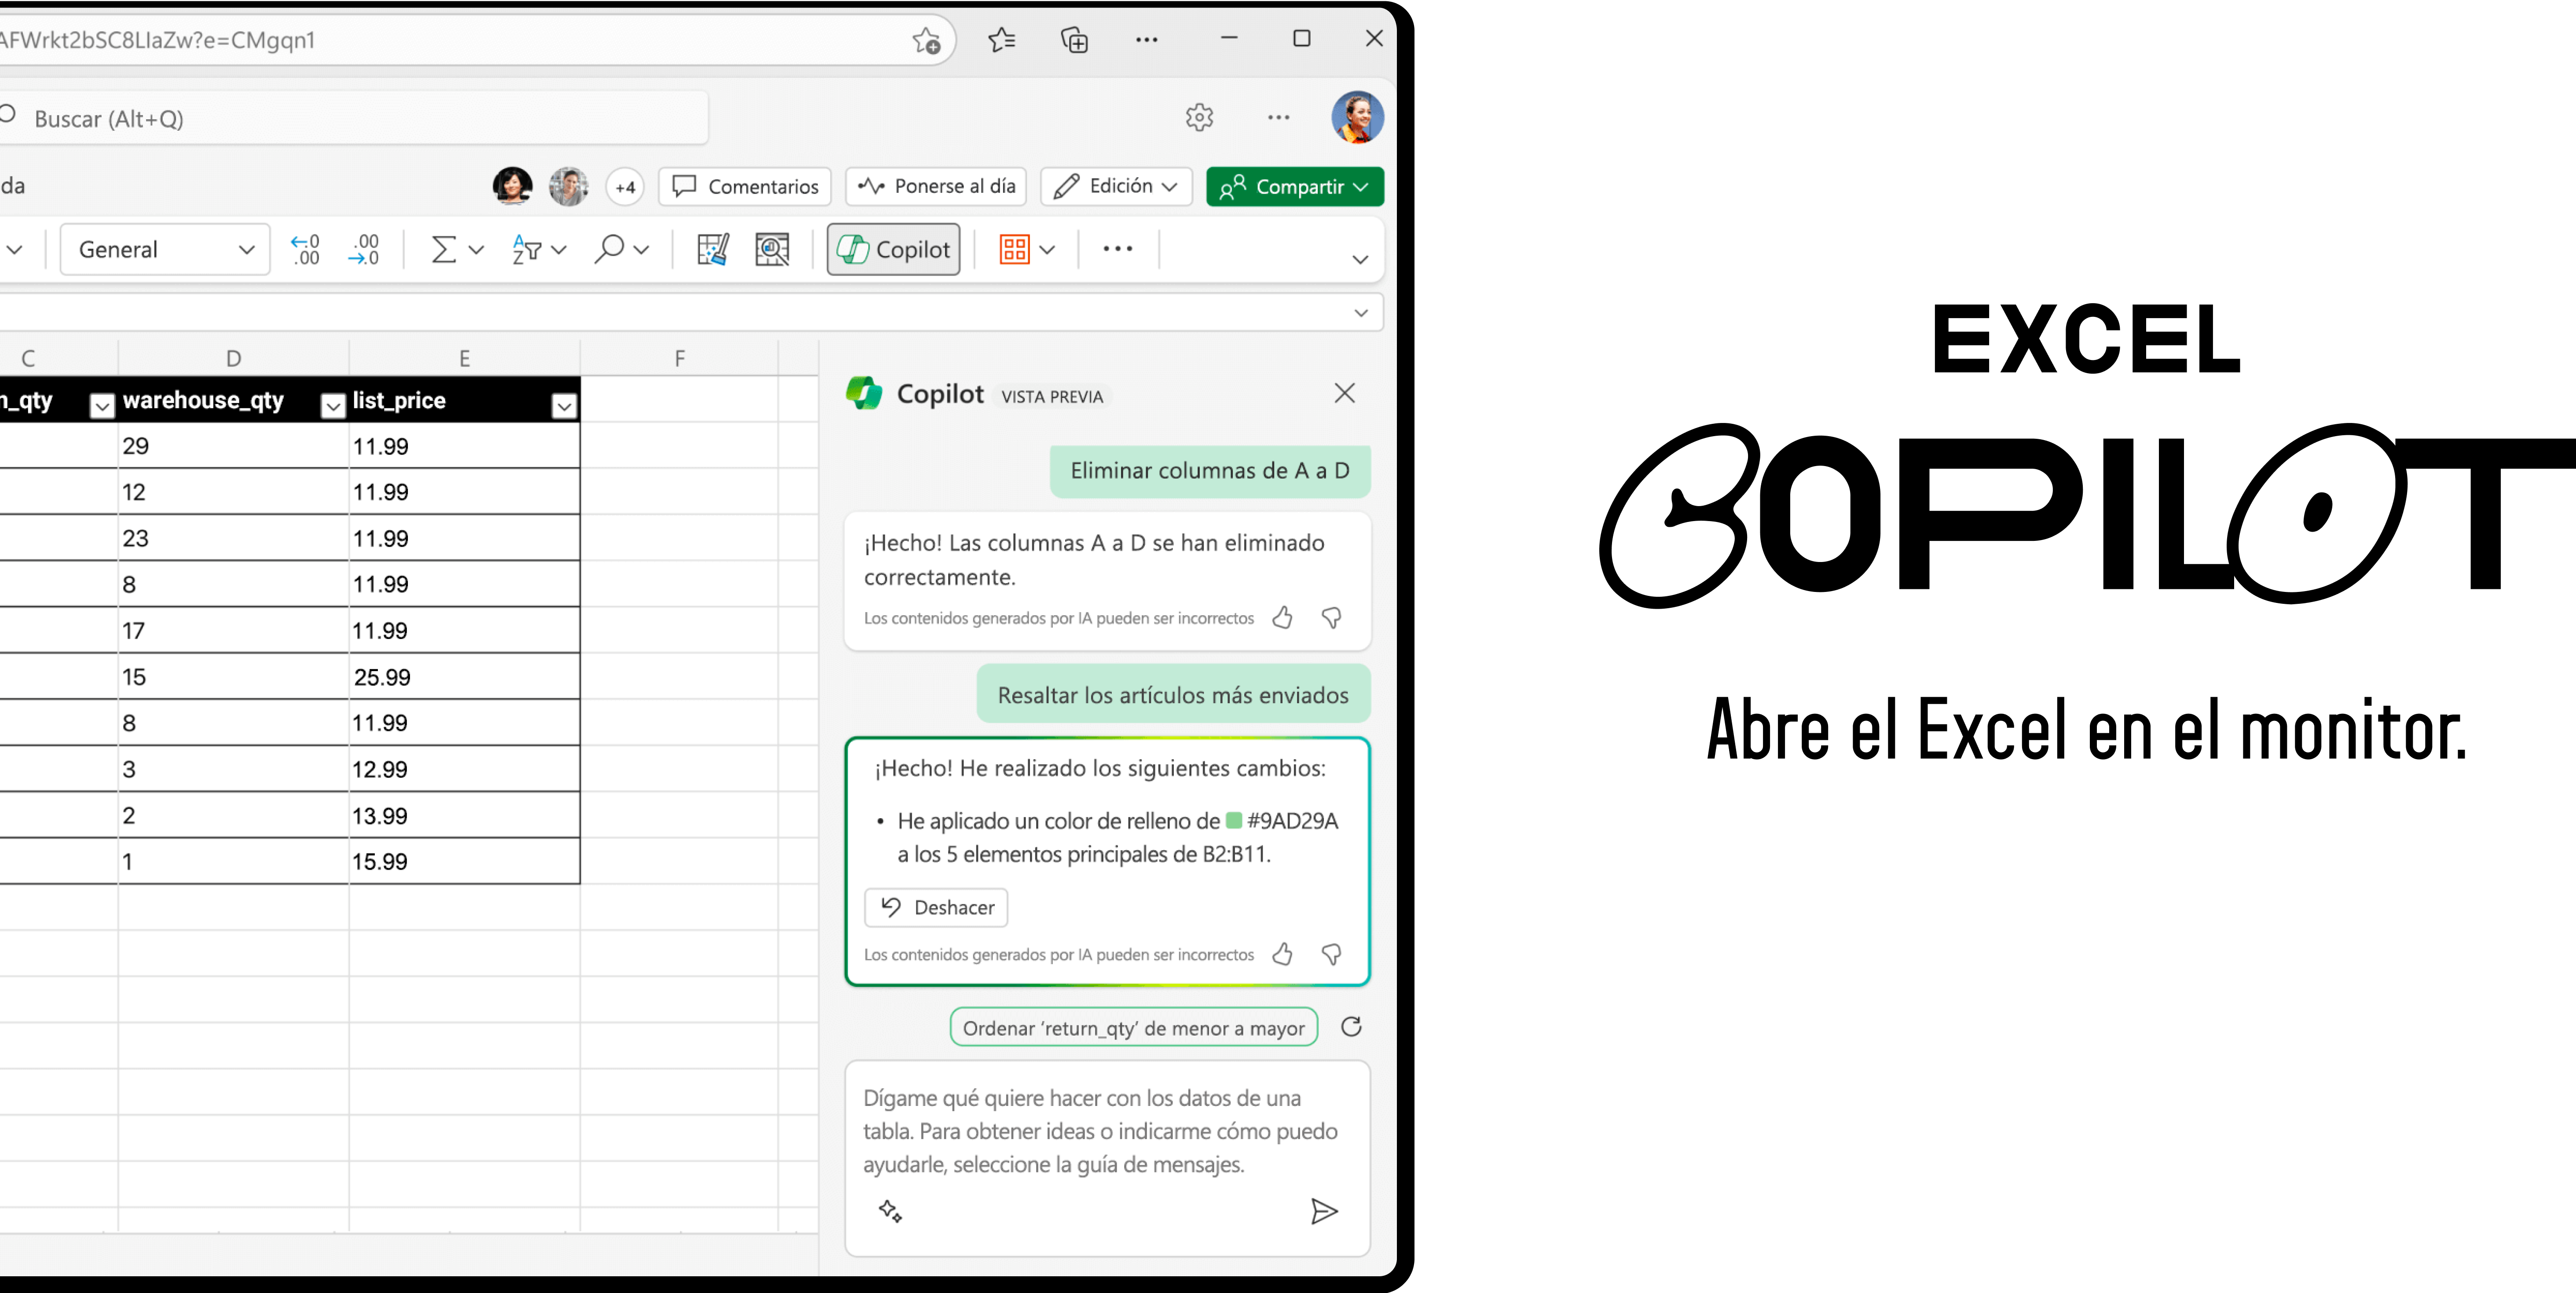 AFWrkt2bSC8LIaZw?e=CMgqn1
Buscar (Alt+Q)
da
+4
Comentarios
Ponerse al día
Edición
Compartir
General
Copilot
C D E F
n_qty warehouse_qty list_price
29 11.99
12 11.99
23 11.99
8 11.99
17 11.99
15 25.99
8 11.99
3 12.99
2 13.99
1 15.99
Copilot VISTA PREVIA
Eliminar columnas de A a D
¡Hecho! Las columnas A a D se han eliminado
correctamente.
Los contenidos generados por IA pueden ser incorrectos
Resaltar los artículos más enviados
¡Hecho! He realizado los siguientes cambios:
• He aplicado un color de relleno de #9AD29A
a los 5 elementos principales de B2:B11.
Deshacer
Los contenidos generados por IA pueden ser incorrectos
Ordenar ‘return_qty’ de menor a mayor
Dígame qué quiere hacer con los datos de una
tabla. Para obtener ideas o indicarme cómo puedo
ayudarle, seleccione la guía de mensajes.
EXCEL
COPILOT
Abre el Excel en el monitor.